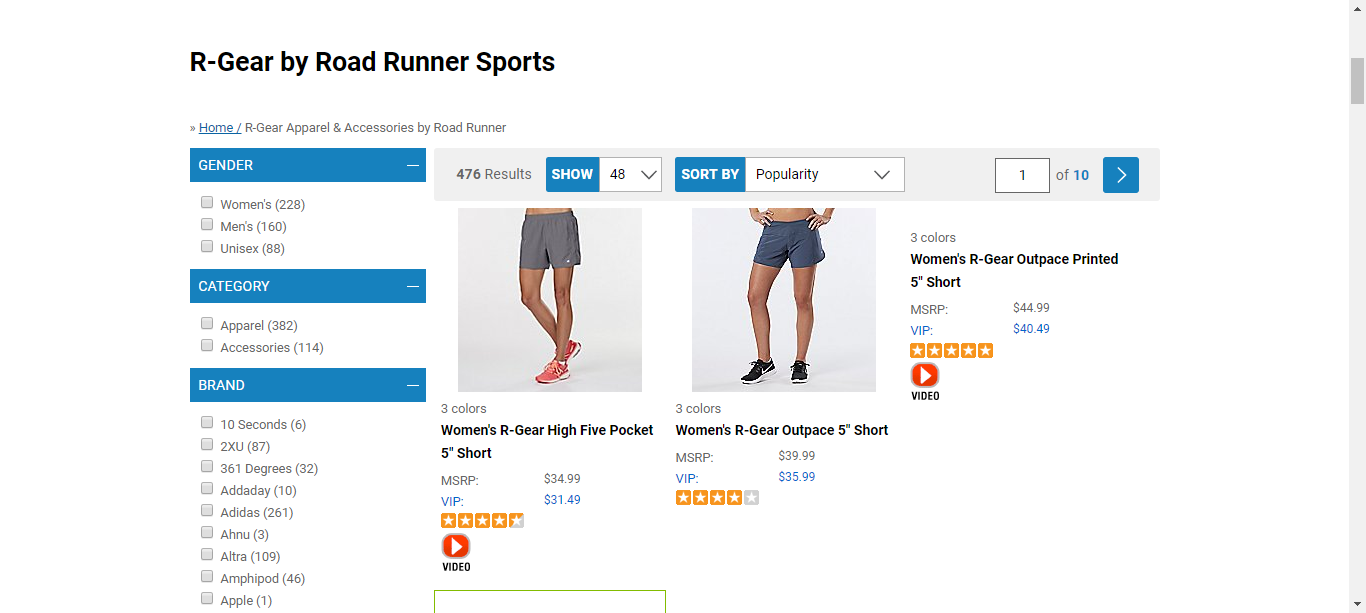 R-Gear by Road Runner Sports
» Home / R-Gear Apparel & Accessories by Road Runner
GENDER
Women's (228)
Men's (160)
Unisex (88)
CATEGORY
Apparel (382)
Accessories (114)
BRAND
10 Seconds (6)
2XU (87)
361 Degrees (32)
Addaday (10)
Adidas (261)
Ahnu (3)
Altra (109)
Amphipod (46)
Apple (1)
476 Results SHOW 48 SORT BY Popularity 1 of 10
3 colors
Women's R-Gear High Five Pocket
5" Short
MSRP: $34.99
VIP: $31.49
VIDEO
3 colors
Women's R-Gear Outpace 5" Short
MSRP: $39.99
VIP: $35.99
3 colors
Women's R-Gear Outpace Printed
5" Short
MSRP: $44.99
VIP: $40.49
VIDEO